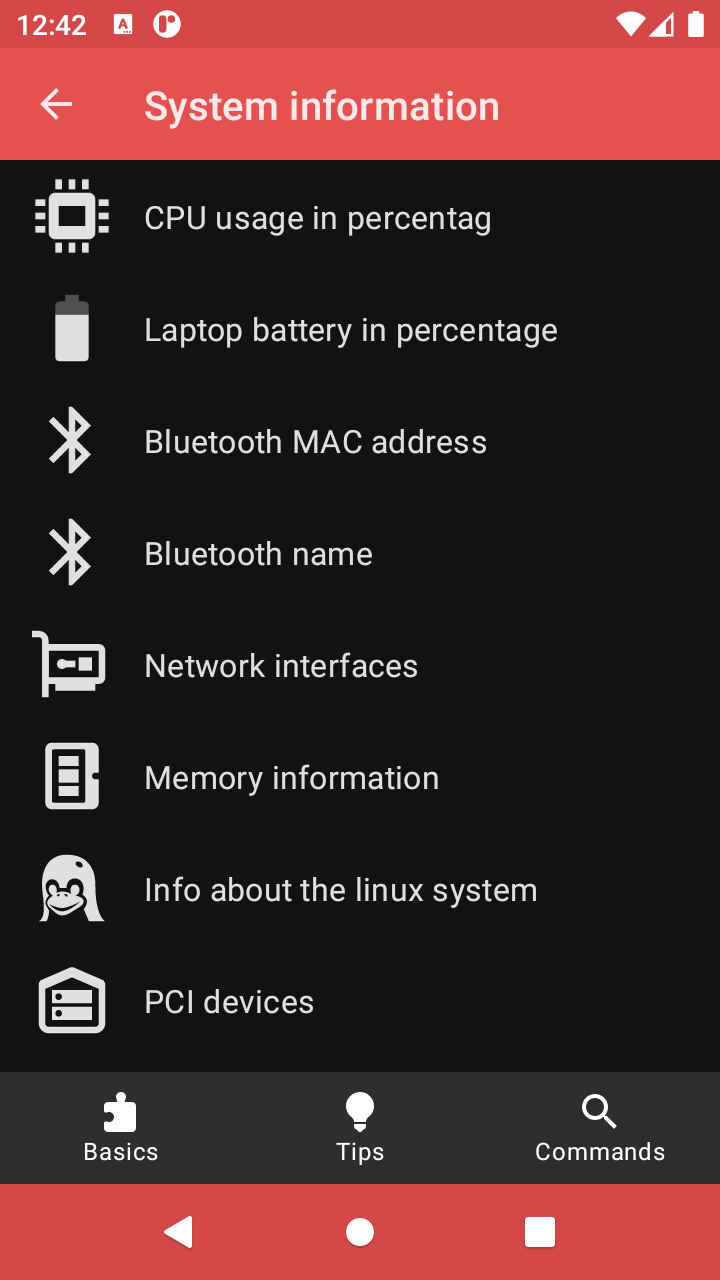 12:42
System information
CPU usage in percentag
Laptop battery in percentage
Bluetooth MAC address
Bluetooth name
Network interfaces
Memory information
Info about the linux system
PCI devices
Basics
Tips
Commands